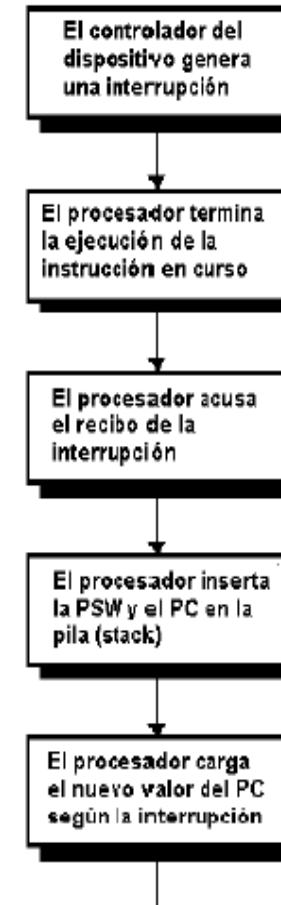 El controlador del
dispositivo genera
una interrupción
El procesador termina
la ejecución de la
instrucción en curso
El procesador acusa
el recibo de la
interrupción
El procesador inserta
la PSW y el PC en la
pila (stack)
El procesador carga
el nuevo valor del PC
según la interrupción